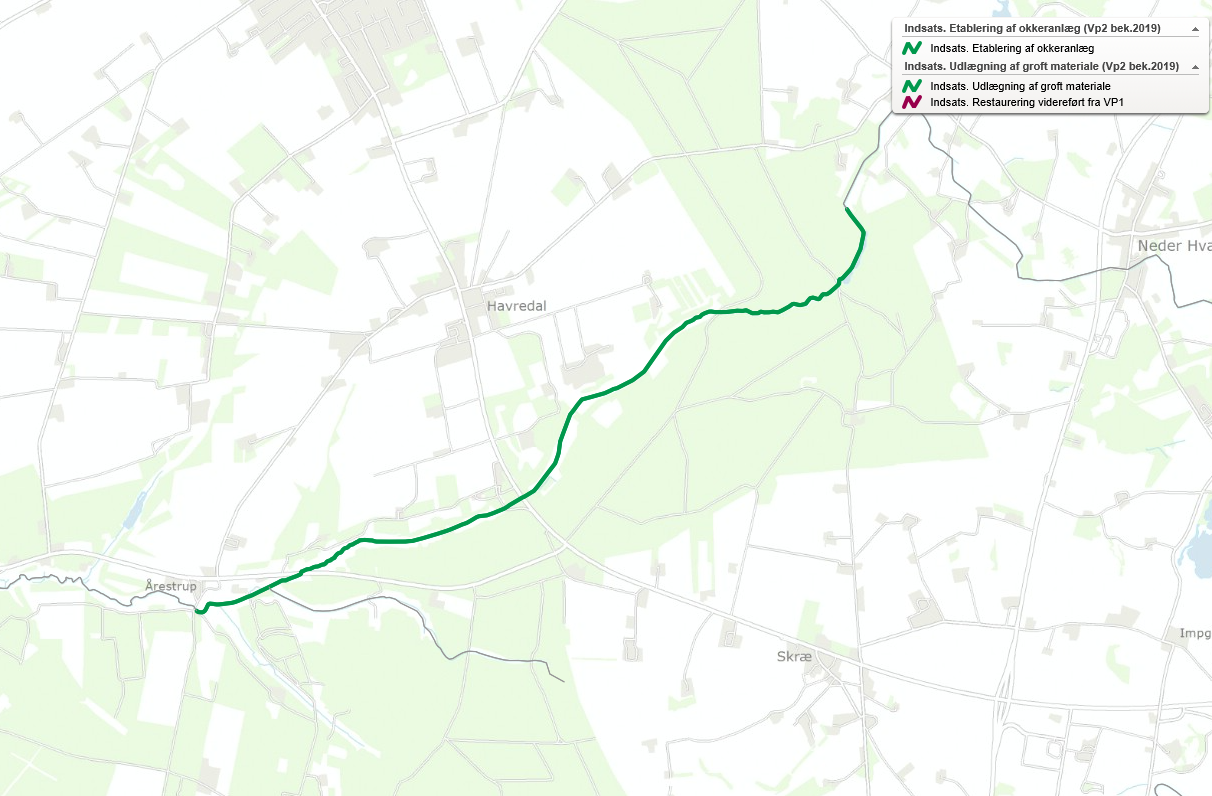 Indsats. Etablering af okkeranlæg (Vp2 bek.2019)
Indsats. Etablering af okkeranlæg
Indsats. Udlægning af groft materiale (Vp2 bek.2019)
Indsats. Udlægning af groft materiale
Indsats. Restaurering videreført fra VP1
Neder Hva
Havredal
Årestrup
Impg
Skræ